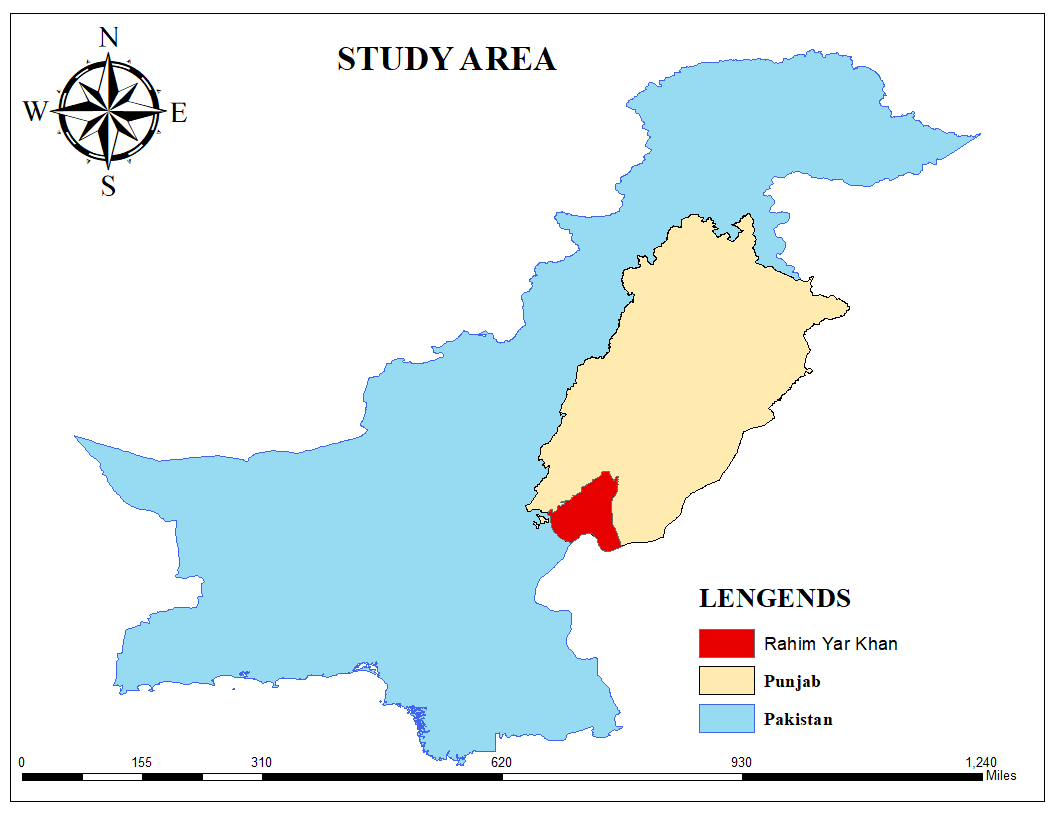 N
STUDY AREA
W E
S
LENGENDS
Rahim Yar Khan
Punjab
Pakistan
0 155 310 620 930 1,240
Miles